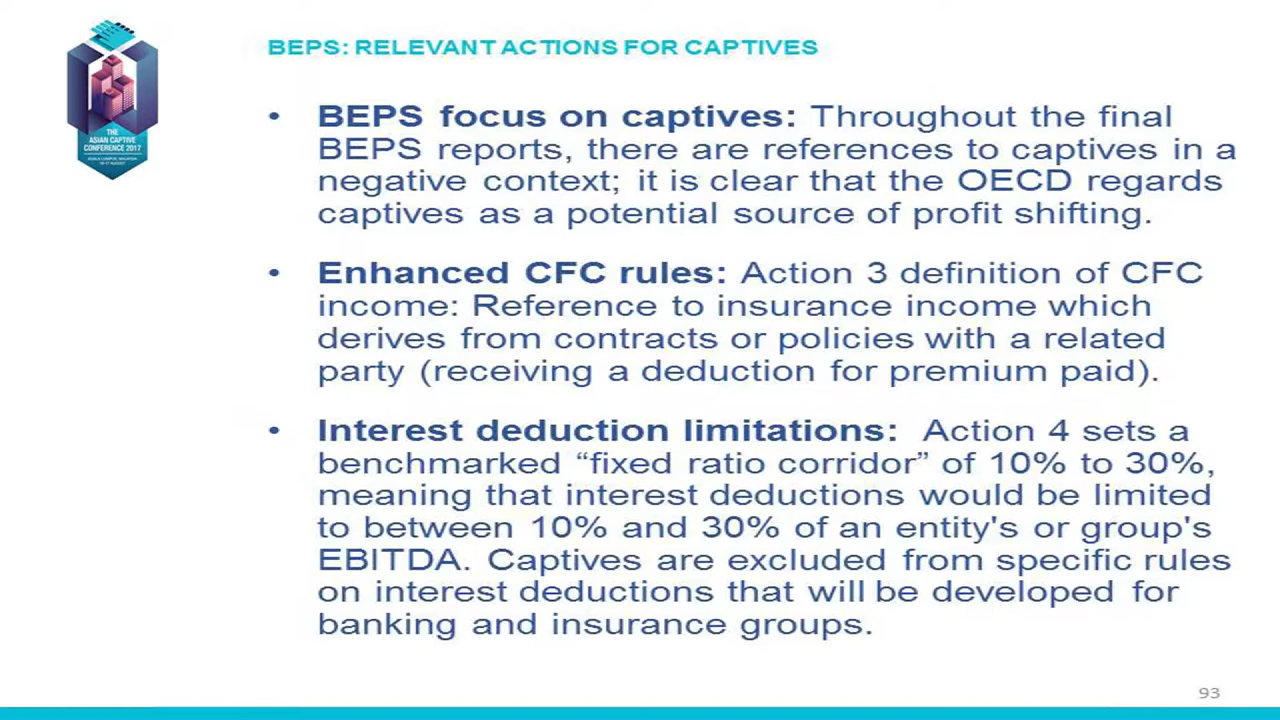 BEPS: RELEVANT ACTIONS FOR CAPTIVES
THE
ASIAN CAPTIVE
CONFERENCE 2017
• BEPS focus on captives: Throughout the final
BEPS reports, there are references to captives in a
negative context; it is clear that the OECD regards
captives as a potential source of profit shifting.
• Enhanced CFC rules: Action 3 definition of CFC
income: Reference to insurance income which
derives from contracts or policies with a related
party (receiving a deduction for premium paid).
• Interest deduction limitations: Action 4 sets a
benchmarked “fixed ratio corridor” of 10% to 30%,
meaning that interest deductions would be limited
to between 10% and 30% of an entity's or group's
EBITDA. Captives are excluded from specific rules
on interest deductions that will be developed for
banking and insurance groups.
93